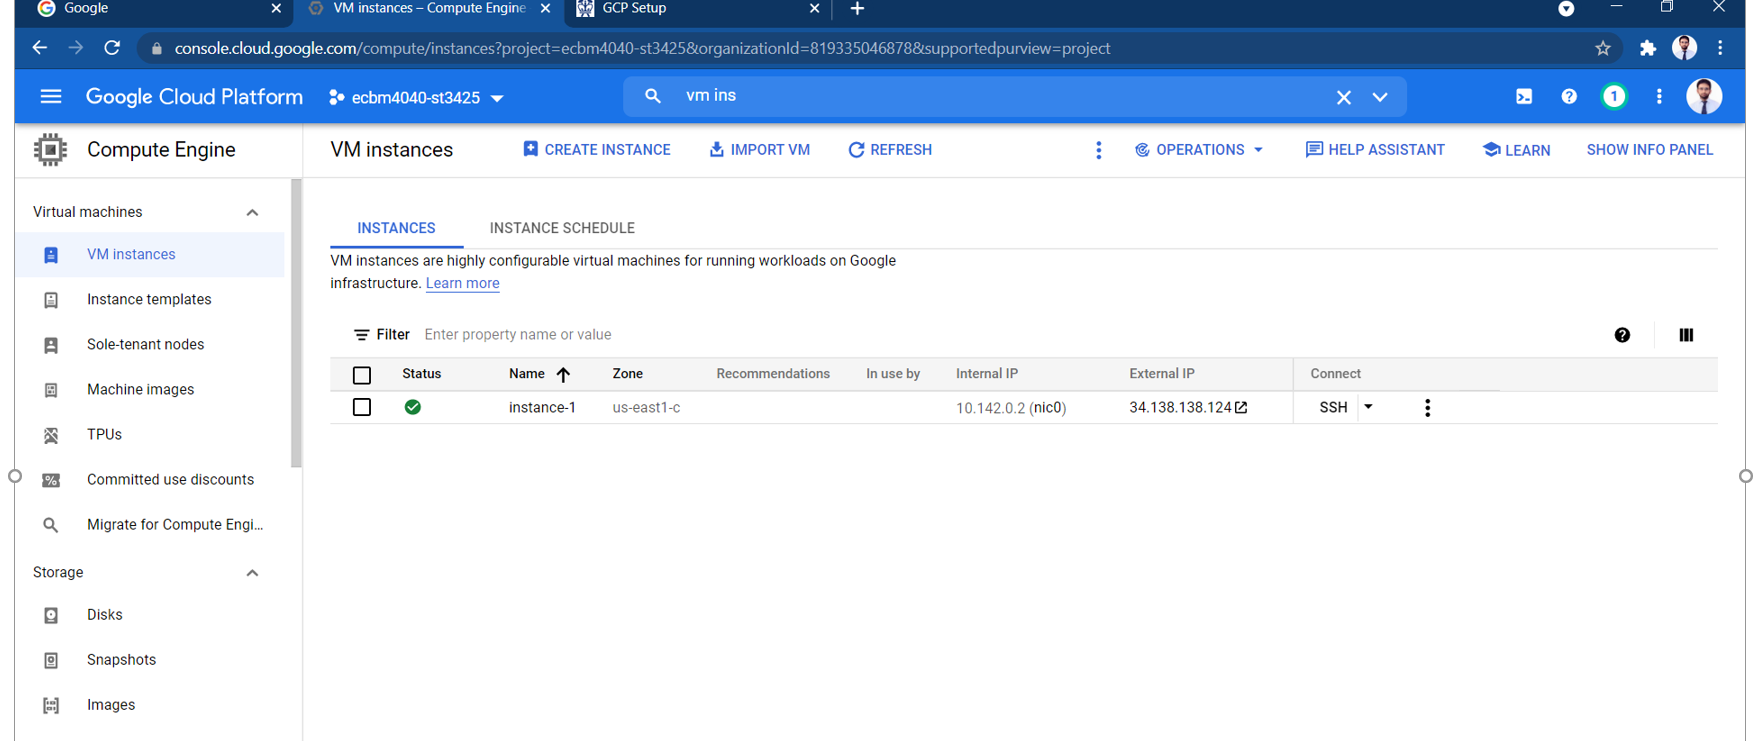 Google
VM instances – Compute Engine
GCP Setup
console.cloud.google.com/compute/instances?project=ecbm4040-st3425&organizationId=819335046878&supportedpurview=project
Google Cloud Platform
ecbm4040-st3425
vm ins
1
Compute Engine
VM instances
CREATE INSTANCE
IMPORT VM
REFRESH
OPERATIONS
HELP ASSISTANT
LEARN
SHOW INFO PANEL
Virtual machines
VM instances
Instance templates
Sole-tenant nodes
Machine images
TPUs
Committed use discounts
Migrate for Compute Engi...
Storage
Disks
Snapshots
Images
INSTANCES
INSTANCE SCHEDULE
VM instances are highly configurable virtual machines for running workloads on Google
infrastructure. Learn more
Filter Enter property name or value
Status Name Zone Recommendations In use by Internal IP External IP Connect
instance-1 us-east1-c 10.142.0.2 (nic0) 34.138.138.124 SSH